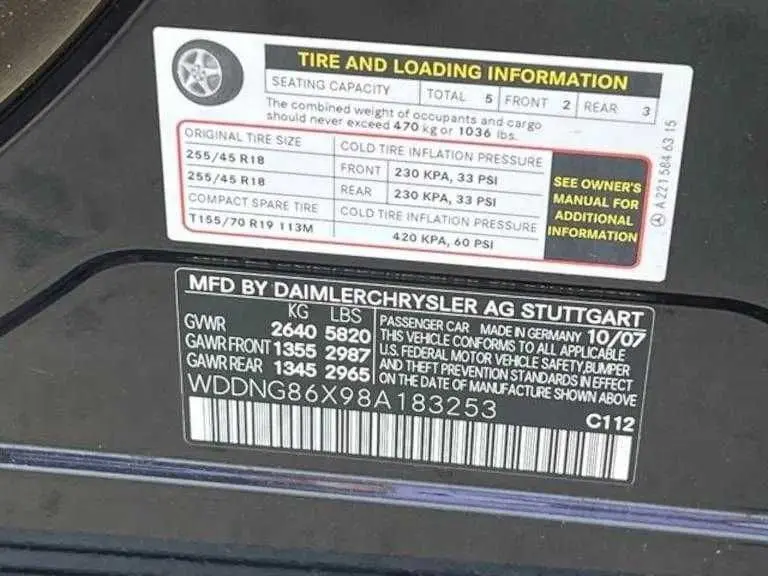 TIRE AND LOADING INFORMATION
SEATING CAPACITY TOTAL 5 FRONT 2 REAR 3
The combined weight of occupants and cargo
should never exceed 470 kg or 1036 lbs.
ORIGINAL TIRE SIZE COLD TIRE INFLATION PRESSURE
255/45 R18 FRONT 230 KPA, 33 PSI
255/45 R18 REAR 230 KPA, 33 PSI
COMPACT SPARE TIRE COLD TIRE INFLATION PRESSURE
T155/70 R19 113M 420 KPA, 60 PSI
SEE OWNER'S
MANUAL FOR
ADDITIONAL
INFORMATION
A 221 584 63 15
MFD BY DAIMLERCHRYSLER AG STUTTGART
KG LBS
GVWR 2640 5820
GAWR FRONT 1355 2987
GAWR REAR 1345 2965
PASSENGER CAR MADE IN GERMANY 10/07
THIS VEHICLE CONFORMS TO ALL APPLICABLE
U.S. FEDERAL MOTOR VEHICLE SAFETY,BUMPER
AND THEFT PREVENTION STANDARDS IN EFFECT
ON THE DATE OF MANUFACTURE SHOWN ABOVE
WDDNG86X98A183253
C112